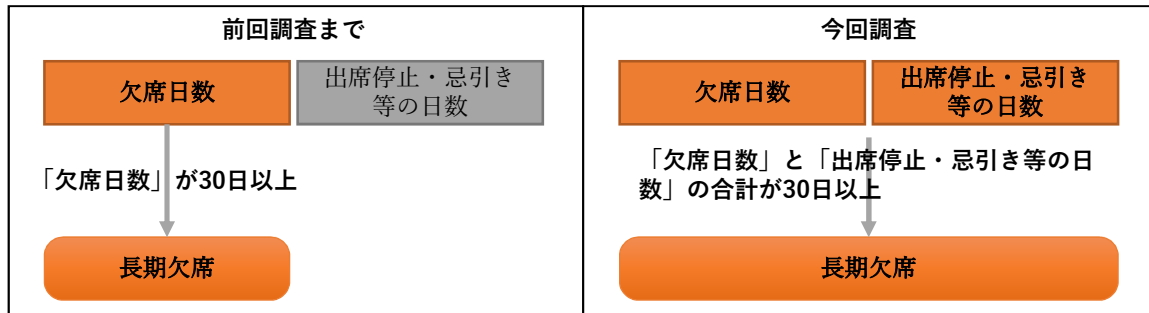 前回調査まで
欠席日数
出席停止・忌引き
等の日数
「欠席日数」が30日以上
長期欠席
今回調査
欠席日数
出席停止・忌引き
等の日数
「欠席日数」と「出席停止・忌引き等の日
数」の合計が30日以上
長期欠席